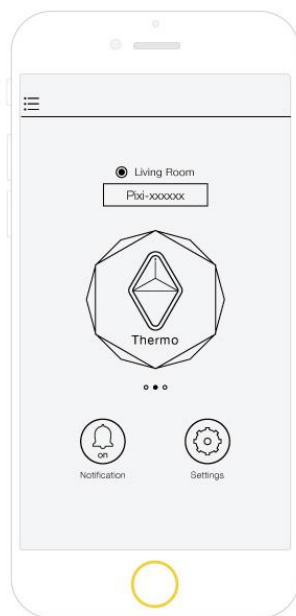 Living Room
Pixi-xxxxxx
Thermo
on
Notification
Settings